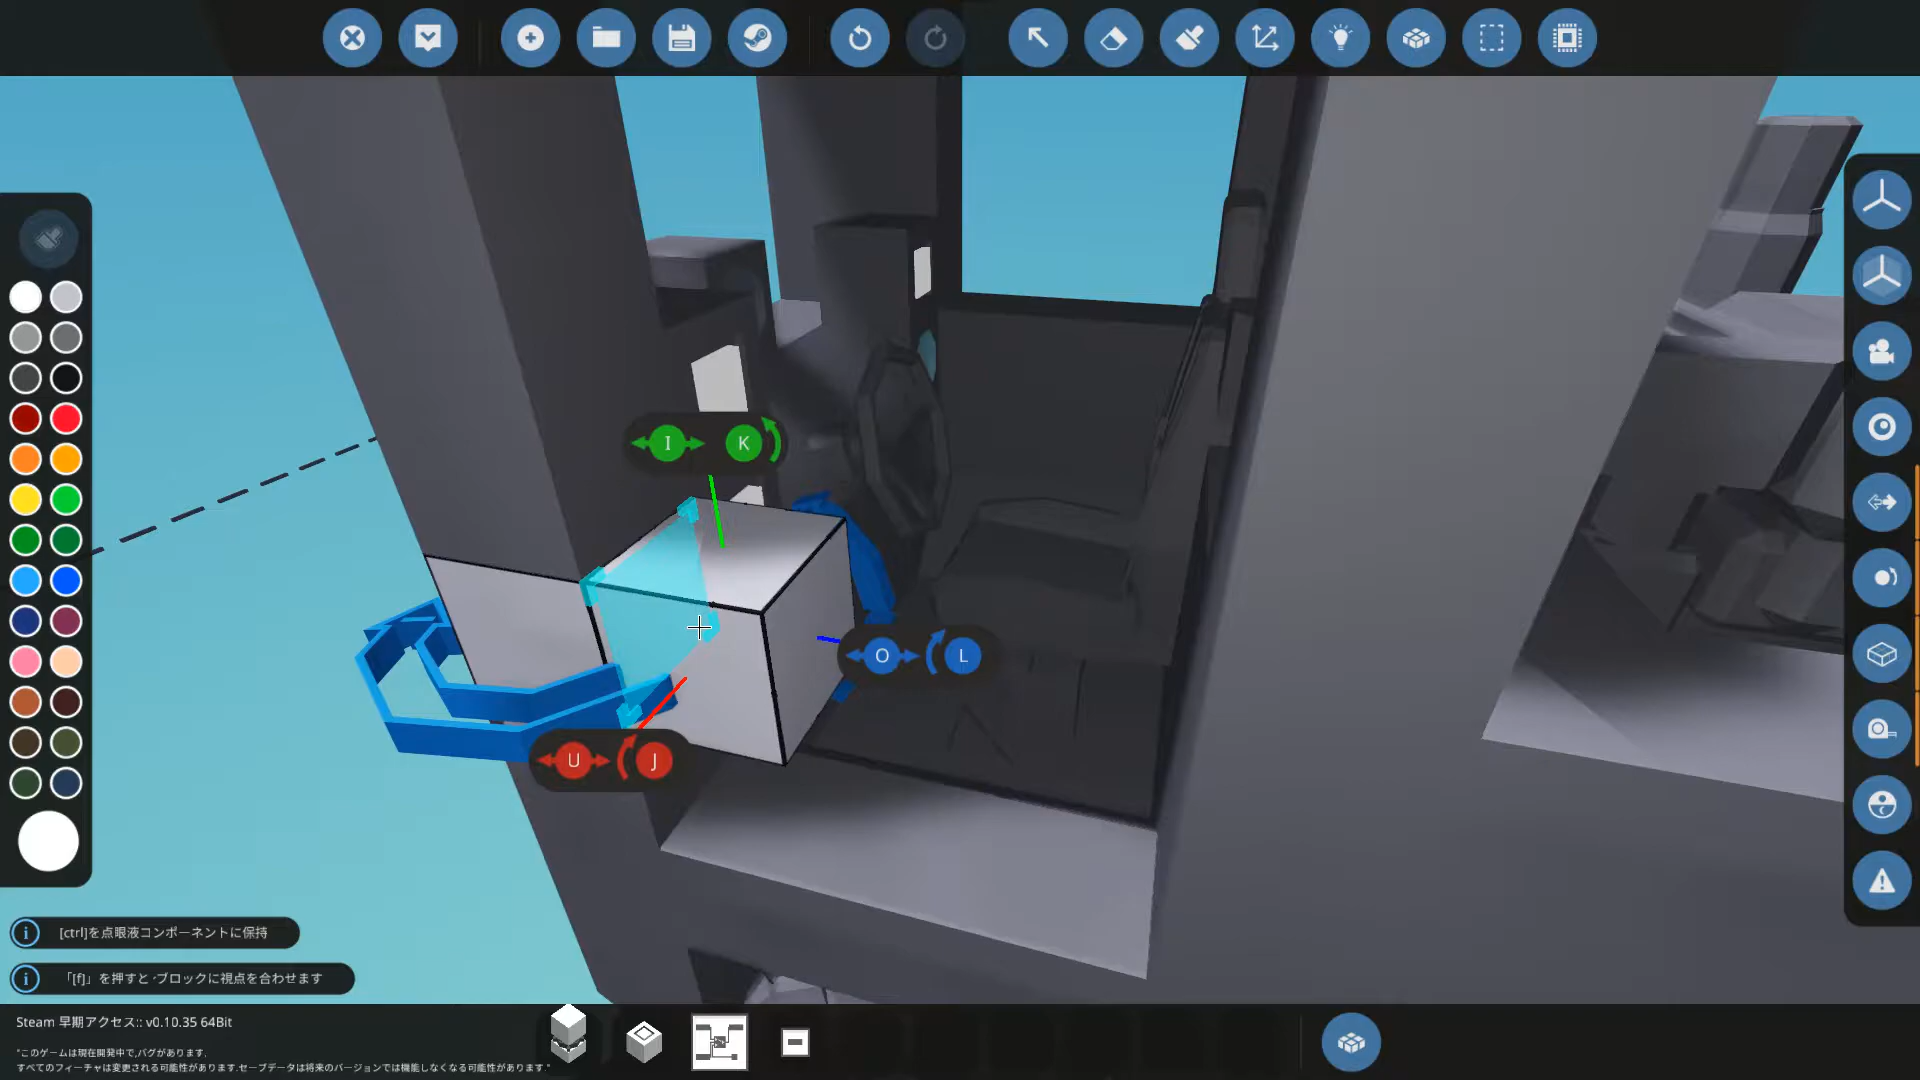 I K
O L
U J
[ctrl]を点眼液コンポーネントに保持
「[f]」を押すと･ブロックに視点を合わせます
Steam 早期アクセス:: v0.10.35 64Bit
"このゲームは現在開発中で,バグがあります.
すべてのフィーチャは変更される可能性があります.セーブデータは将来のバージョンでは機能しなくなる可能性があります "